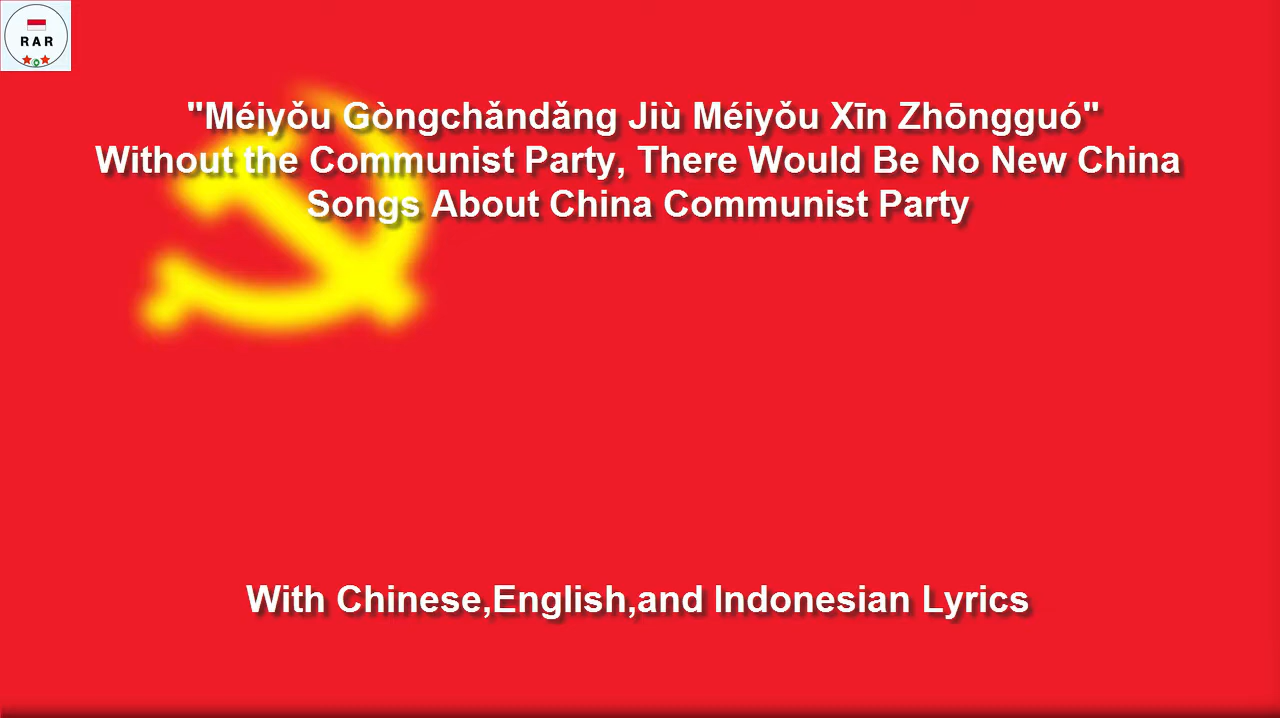 RAR
"Méiyǒu Gòngchǎndǎng Jiù Méiyǒu Xīn Zhōngguó"
Without the Communist Party, There Would Be No New China
Songs About China Communist Party
With Chinese,English,and Indonesian Lyrics